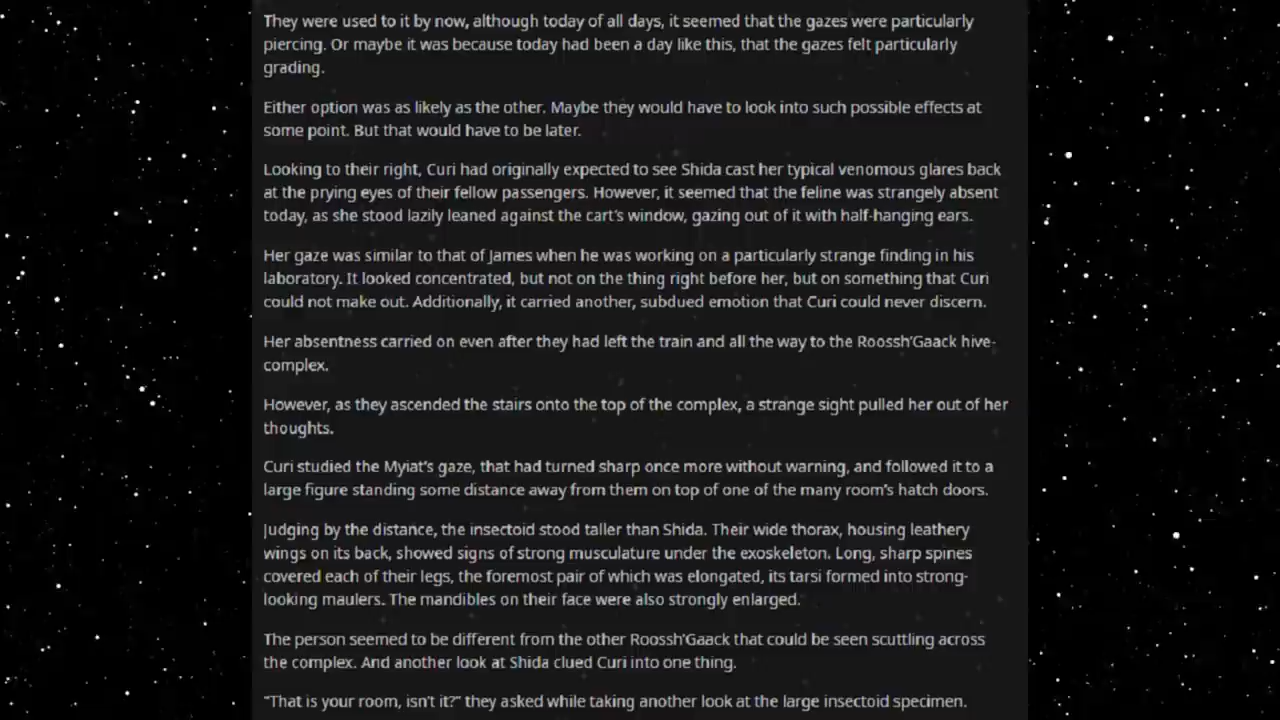 They were used to it by now, although today of all days, it seemed that the gazes were particularly
piercing. Or maybe it was because today had been a day like this, that the gazes felt particularly
grading.
Either option was as likely as the other. Maybe they would have to look into such possible effects at
some point. But that would have to be later.
Looking to their right, Curi had originally expected to see Shida cast her typical venomous glares back
at the prying eyes of their fellow passengers. However, it seemed that the feline was strangely absent
today, as she stood lazily leaned against the cart's window, gazing out of it with half-hanging ears.
Her gaze was similar to that of James when he was working on a particularly strange finding in his
laboratory. It looked concentrated, but not on the thing right before her, but on something that Curi
could not make out. Additionally, it carried another, subdued emotion that Curi could never discern.
Her absentness carried on even after they had left the train and all the way to the Roossh'Gaack hive-
complex.
However, as they ascended the stairs onto the top of the complex, a strange sight pulled her out of her
thoughts.
Curi studied the Myiat's gaze, that had turned sharp once more without warning, and followed it to a
large figure standing some distance away from them on top of one of the many room's hatch doors.
Judging by the distance, the insectoid stood taller than Shida. Their wide thorax, housing leathery
wings on its back, showed signs of strong musculature under the exoskeleton. Long, sharp spines
covered each of their legs, the foremost pair of which was elongated, its tarsi formed into strong-
looking maulers. The mandibles on their face were also strongly enlarged.
The person seemed to be different from the other Roossh'Gaack that could be seen scuttling across
the complex. And another look at Shida clued Curi into one thing.
"That is your room, isn't it?" they asked while taking another look at the large insectoid specimen.